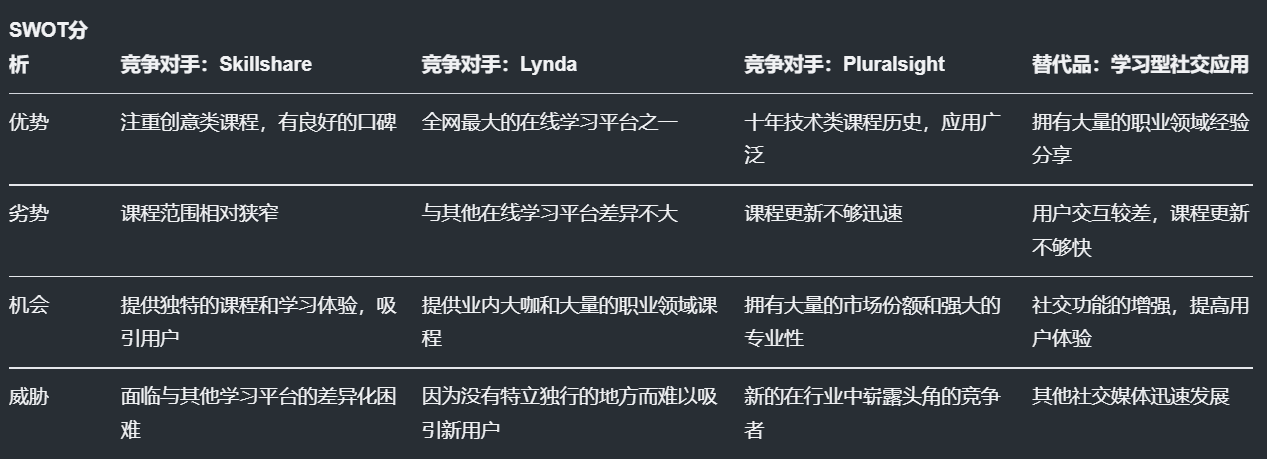 SWOT分
析 竞争对手：Skillshare 竞争对手：Lynda 竞争对手：Pluralsight 替代品：学习型社交应用
优势 注重创意类课程，有良好的口碑 全网最大的在线学习平台之一 十年技术类课程历史，应用广 拥有大量的职业领域经验
泛 分享
劣势 课程范围相对狭窄 与其他在线学习平台差异不大 课程更新不够迅速 用户交互较差，课程更新
不够快
机会 提供独特的课程和学习体验，吸 提供业内大咖和大量的职业领域课 拥有大量的市场份额和强大的 社交功能的增强，提高用
引用户 程 专业性 户体验
威胁 面临与其他学习平台的差异化困 因为没有特立独行的地方而难以吸 新的在行业中崭露头角的竞争 其他社交媒体迅速发展
难 引新用户 者